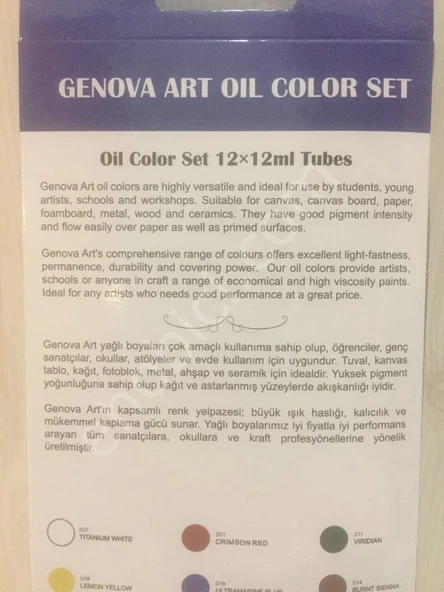 GENOVA ART OIL COLOR SET
Oil Color Set 12×12ml Tubes
Genova Art oil colors are highly versatile and ideal for use by students, young
artists, schools and workshops. Suitable for canvas, canvas board, paper,
foamboard, metal, wood and ceramics. They have good pigment intensity
and flow easily over paper as well as primed surfaces.
Genova Art's comprehensive range of colours offers excellent light-fastness,
permanence, durability and covering power. Our oil colors provide artists,
schools or anyone in craft a range of economical and high viscosity paints.
Ideal for any artists who needs good performance at a great price.
Genova Art yağlı boyaları çok amaçlı kullanıma sahip olup, öğrenciler, genç
sanatçılar, okullar, atölyeler ve evde kullanım için uygundur. Tuval, kanvas
tablo, kağıt, fotoblok, metal, ahşap ve seramik için idealdir. Yuksek pigment
yoğunluğuna sahip olup kağıt ve astarlanmış yüzeylerde akışkanlığı iyidir.
Genova Art'ın kapsamlı renk yelpazesi; büyük ışık haslığı, kalıcılık ve
mükemmel kaplama gücü sunar. Yağlı boyalarımız iyi fiyatla iyi performans
arayan tüm sanatçılara, okullara ve kraft profesyönellerine yönelik
üretilmiştir.
007
TITANIUM WHITE
001
CRIMSON RED
011
VIRIDIAN
LEMON YELLOW
ULTRAMARINE BLUE
014
BURNT SIENNA